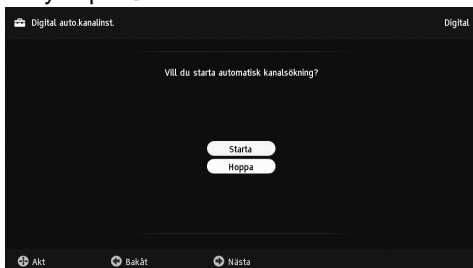 Digital auto.kanalinst. Digital
Vill du starta automatisk kanalsökning?
Starta
Hoppa
Akt Bakåt Nästa